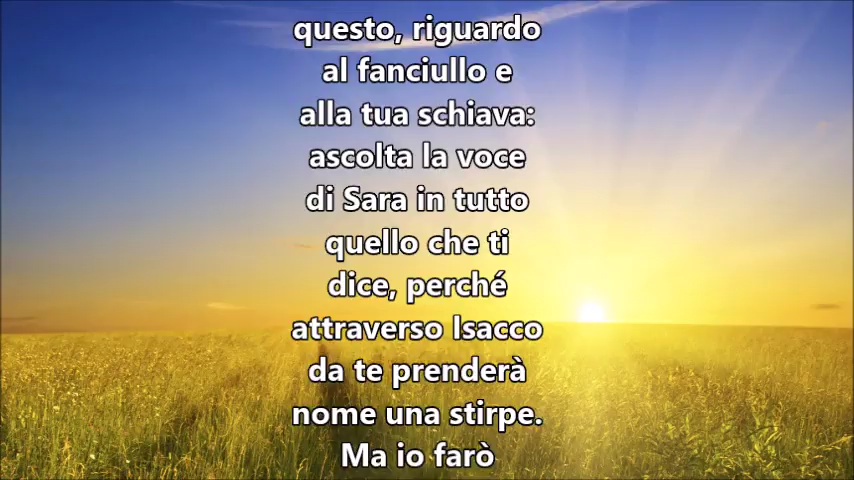 questo, riguardo
al fanciullo e
alla tua schiava:
ascolta la voce
di Sara in tutto
quello che ti
dice, perché
attraverso Isacco
da te prenderà
nome una stirpe.
Ma io farò